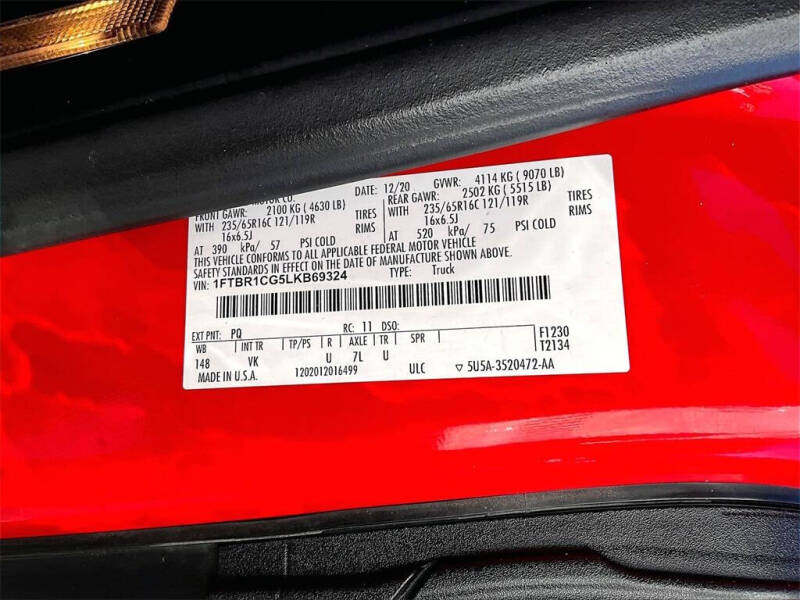 MOTOR CO. DATE: 12/20 GVWR: 4114 KG ( 9070 LB)
FRONT GAWR: 2100 KG ( 4630 LB) REAR GAWR: 2502 KG ( 5515 LB)
WITH 235/65R16C 121/119R TIRES WITH 235/65R16C 121/119R TIRES
16x6.5J RIMS 16x6.5J RIMS
AT 390 kPa/ 57 PSI COLD AT 520 kPa/ 75 PSI COLD
THIS VEHICLE CONFORMS TO ALL APPLICABLE FEDERAL MOTOR VEHICLE
SAFETY STANDARDS IN EFFECT ON THE DATE OF MANUFACTURE SHOWN ABOVE.
VIN: 1FTBR1CG5LKB69324 TYPE: Truck
EXT PNT: PQ RC: 11 DSO:
WB INT TR TP/PS R AXLE TR SPR F1230
148 VK U 7L U T2134
MADE IN U.S.A. 1202012016499 ULC ▽ 5U5A-3520472-AA